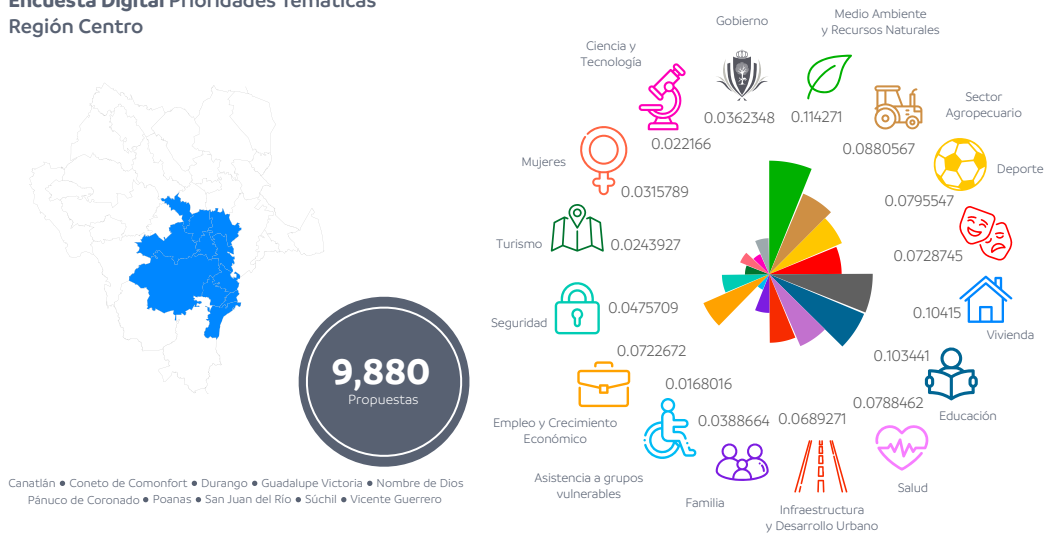 Encuesta Digital Prioridades Temáticas
Región Centro
Gobierno
Medio Ambiente
y Recursos Naturales
Ciencia y
Tecnología
Sector
Agropecuario
0.0362348
0.114271
0.022166
0.0880567
Mujeres
Deporte
0.0315789
0.0795547
Turismo
0.0243927
0.0728745
Seguridad
0.0475709
0.10415
Vivienda
9,880
Propuestas
0.0722672
0.103441
0.0168016
0.0788462
0.0388664
0.0689271
Empleo y Crecimiento
Económico
Educación
Asistencia a grupos
vulnerables
Familia
Salud
Infraestructura
y Desarrollo Urbano
Canatlán ● Coneto de Comonfort ● Durango ● Guadalupe Victoria ● Nombre de Dios
Pánuco de Coronado ● Poanas ● San Juan del Río ● Súchil ● Vicente Guerrero